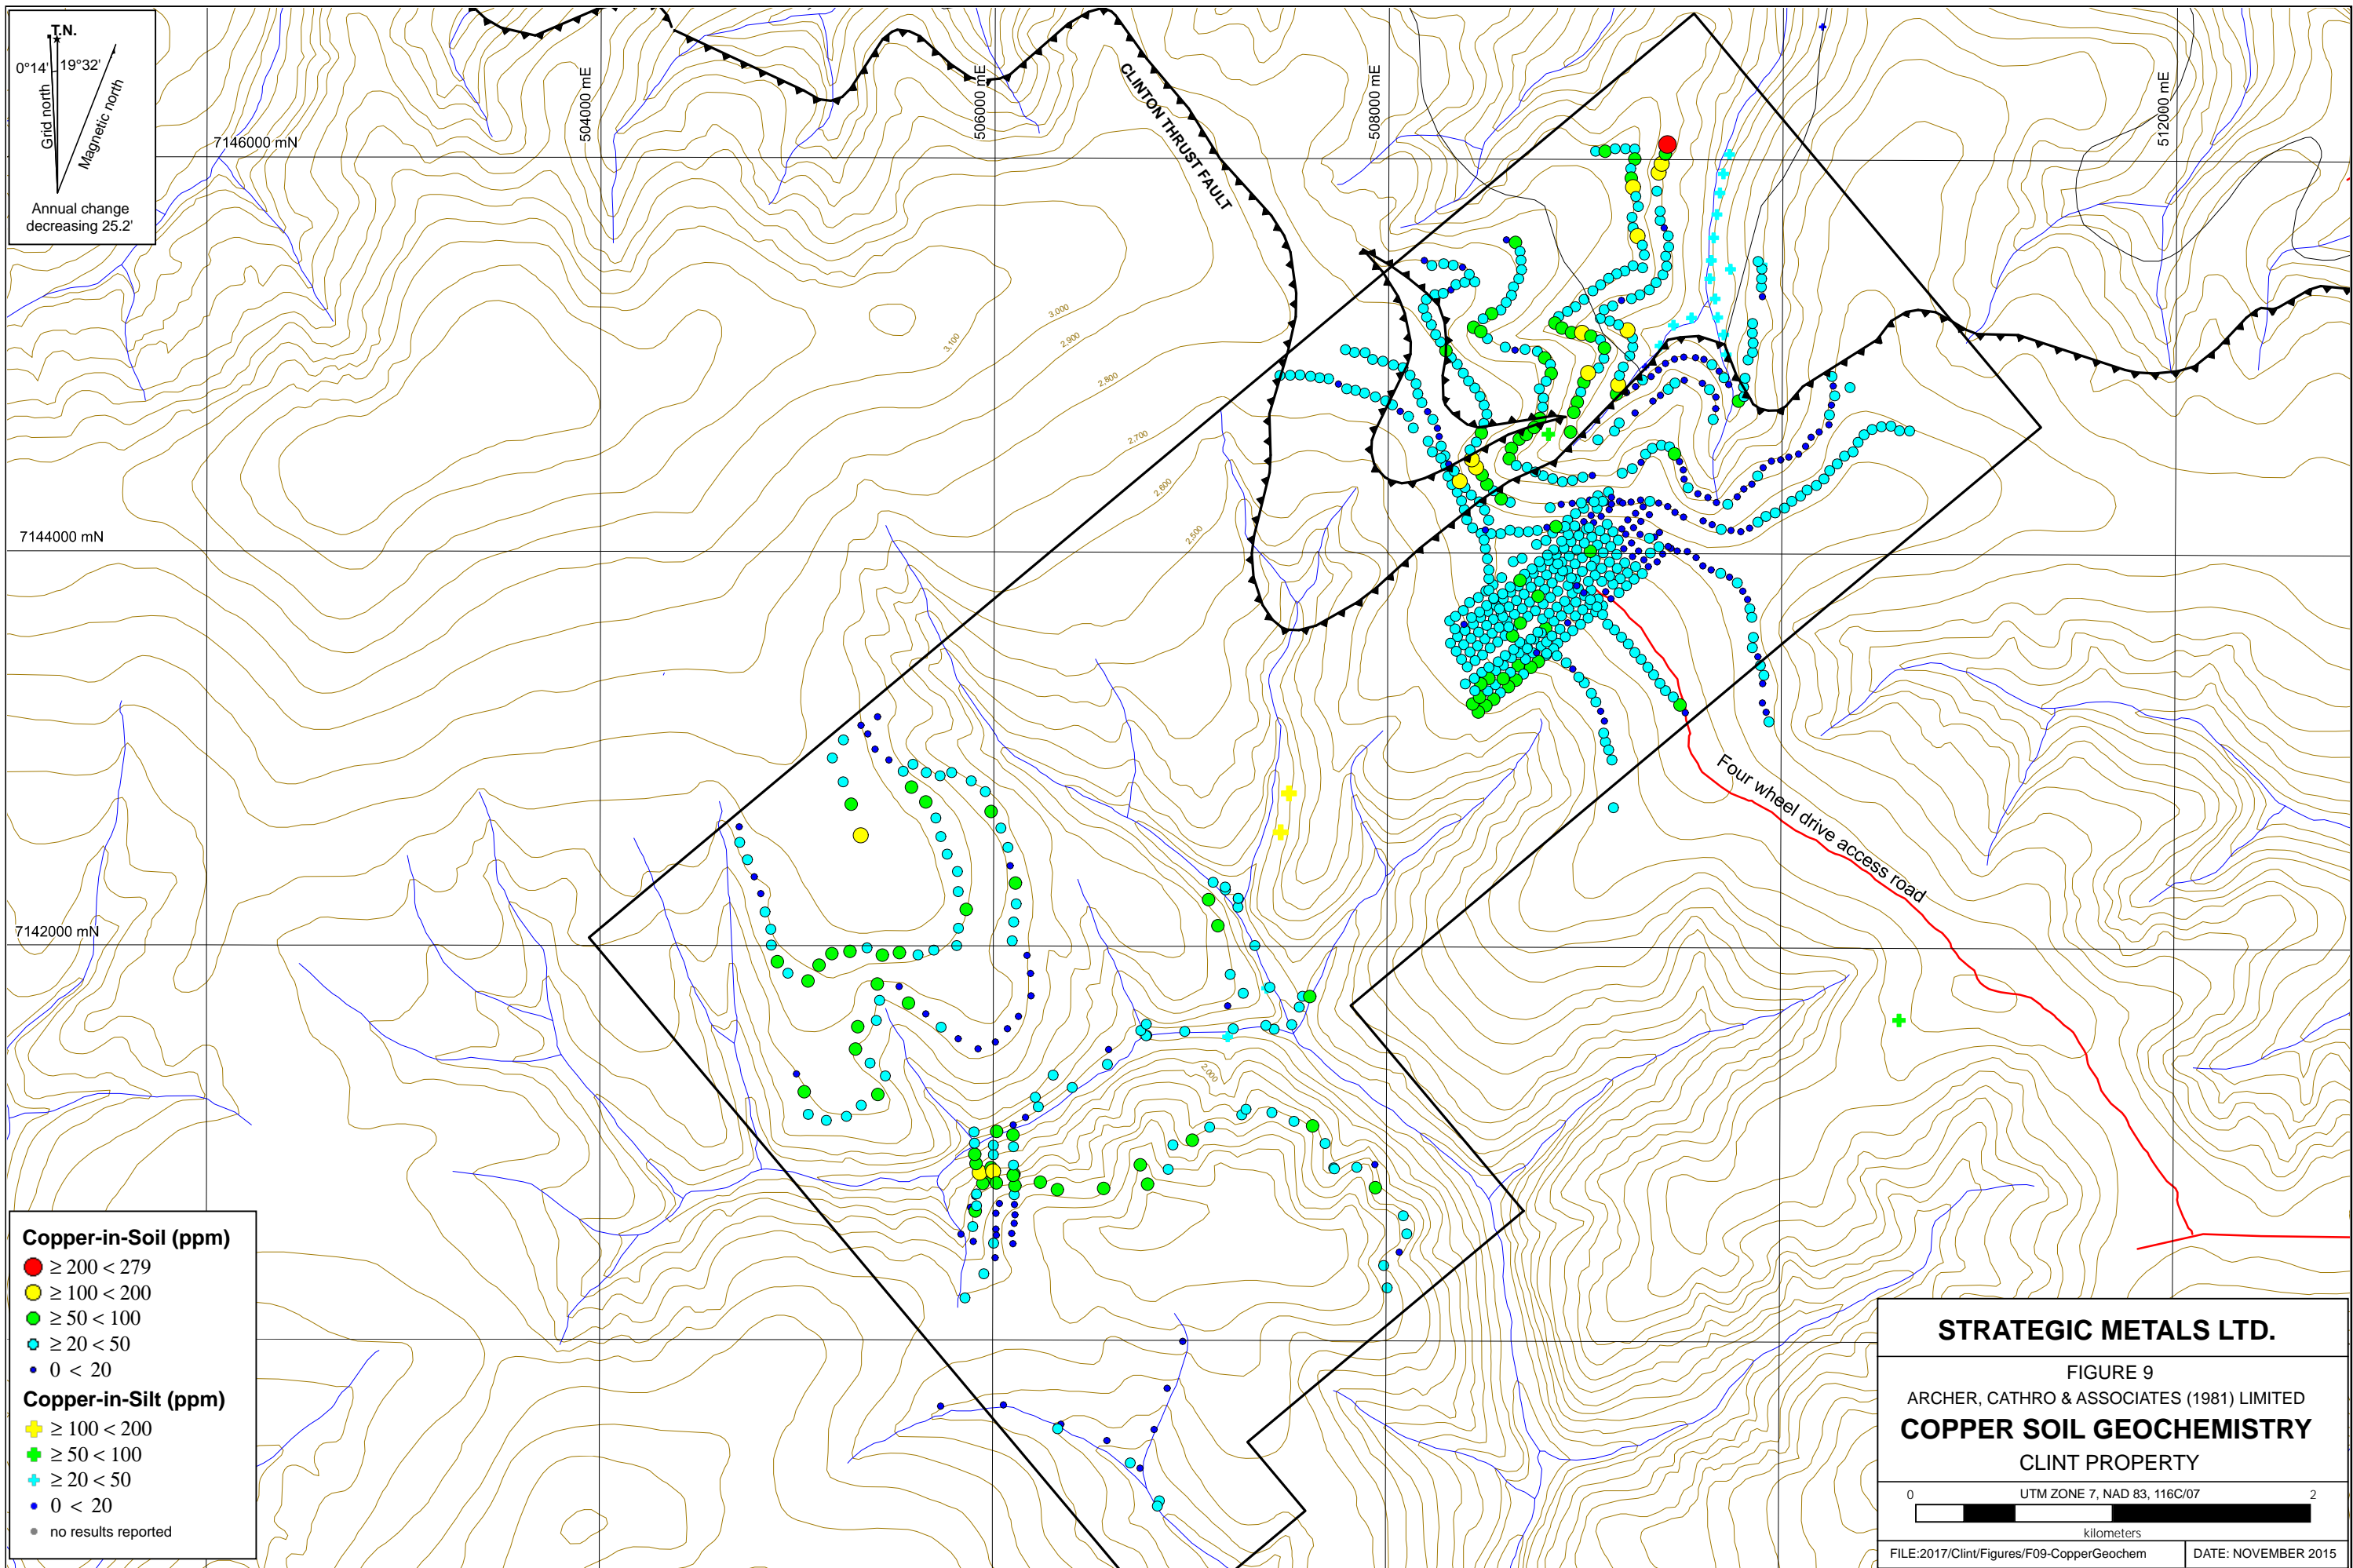 T.N.
0°14'
19°32'
Grid north
Magnetic north
Annual change
decreasing 25.2'
504000 mE
506000 mE
508000 mE
512000 mE
7146000 mN
7144000 mN
7142000 mN
CLINTON THRUST FAULT
3,100
3,000
2,900
2,800
2,700
2,600
2,500
2,000
Four wheel drive access road
Copper-in-Soil (ppm)
≥ 200 < 279
≥ 100 < 200
≥ 50 < 100
≥ 20 < 50
0 < 20
Copper-in-Silt (ppm)
≥ 100 < 200
≥ 50 < 100
≥ 20 < 50
0 < 20
no results reported
STRATEGIC METALS LTD.
FIGURE 9
ARCHER, CATHRO & ASSOCIATES (1981) LIMITED
COPPER SOIL GEOCHEMISTRY
CLINT PROPERTY
0 2
UTM ZONE 7, NAD 83, 116C/07
kilometers
FILE:2017/Clint/Figures/F09-CopperGeochem
DATE: NOVEMBER 2015